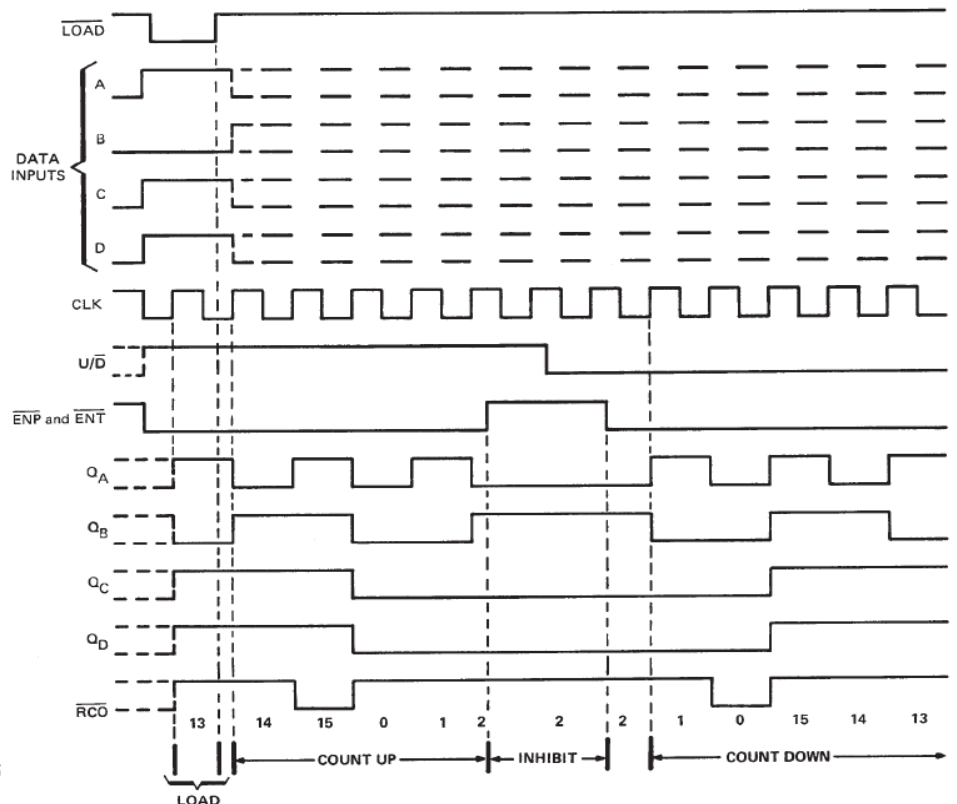 LOAD
A
B
DATA
INPUTS
C
D
CLK
U/D
ENP and ENT
QA
QB
QC
QD
RCO
13 14 15 0 1 2 2 2 1 0 15 14 13
COUNT UP INHIBIT COUNT DOWN
LOAD